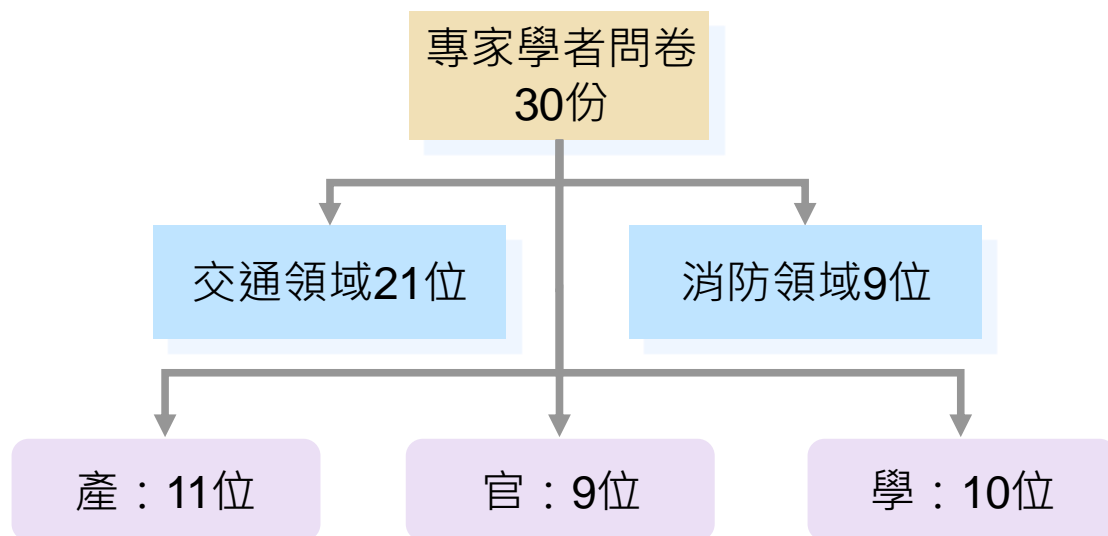 專家學者問卷
30份
交通領域21位
消防領域9位
產：11位
官：9位
學：10位